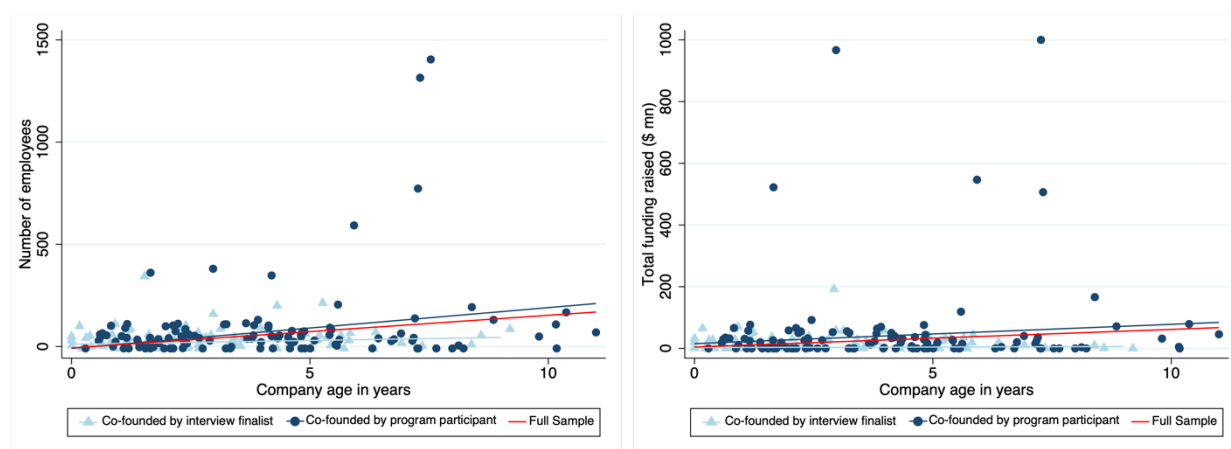 Number of employees
1500
1000
500
0
0
5
10
Company age in years
Co-founded by interview finalist
Co-founded by program participant
Full Sample
Total funding raised ($ mn)
1000
800
600
400
200
0
0
5
10
Company age in years
Co-founded by interview finalist
Co-founded by program participant
Full Sample